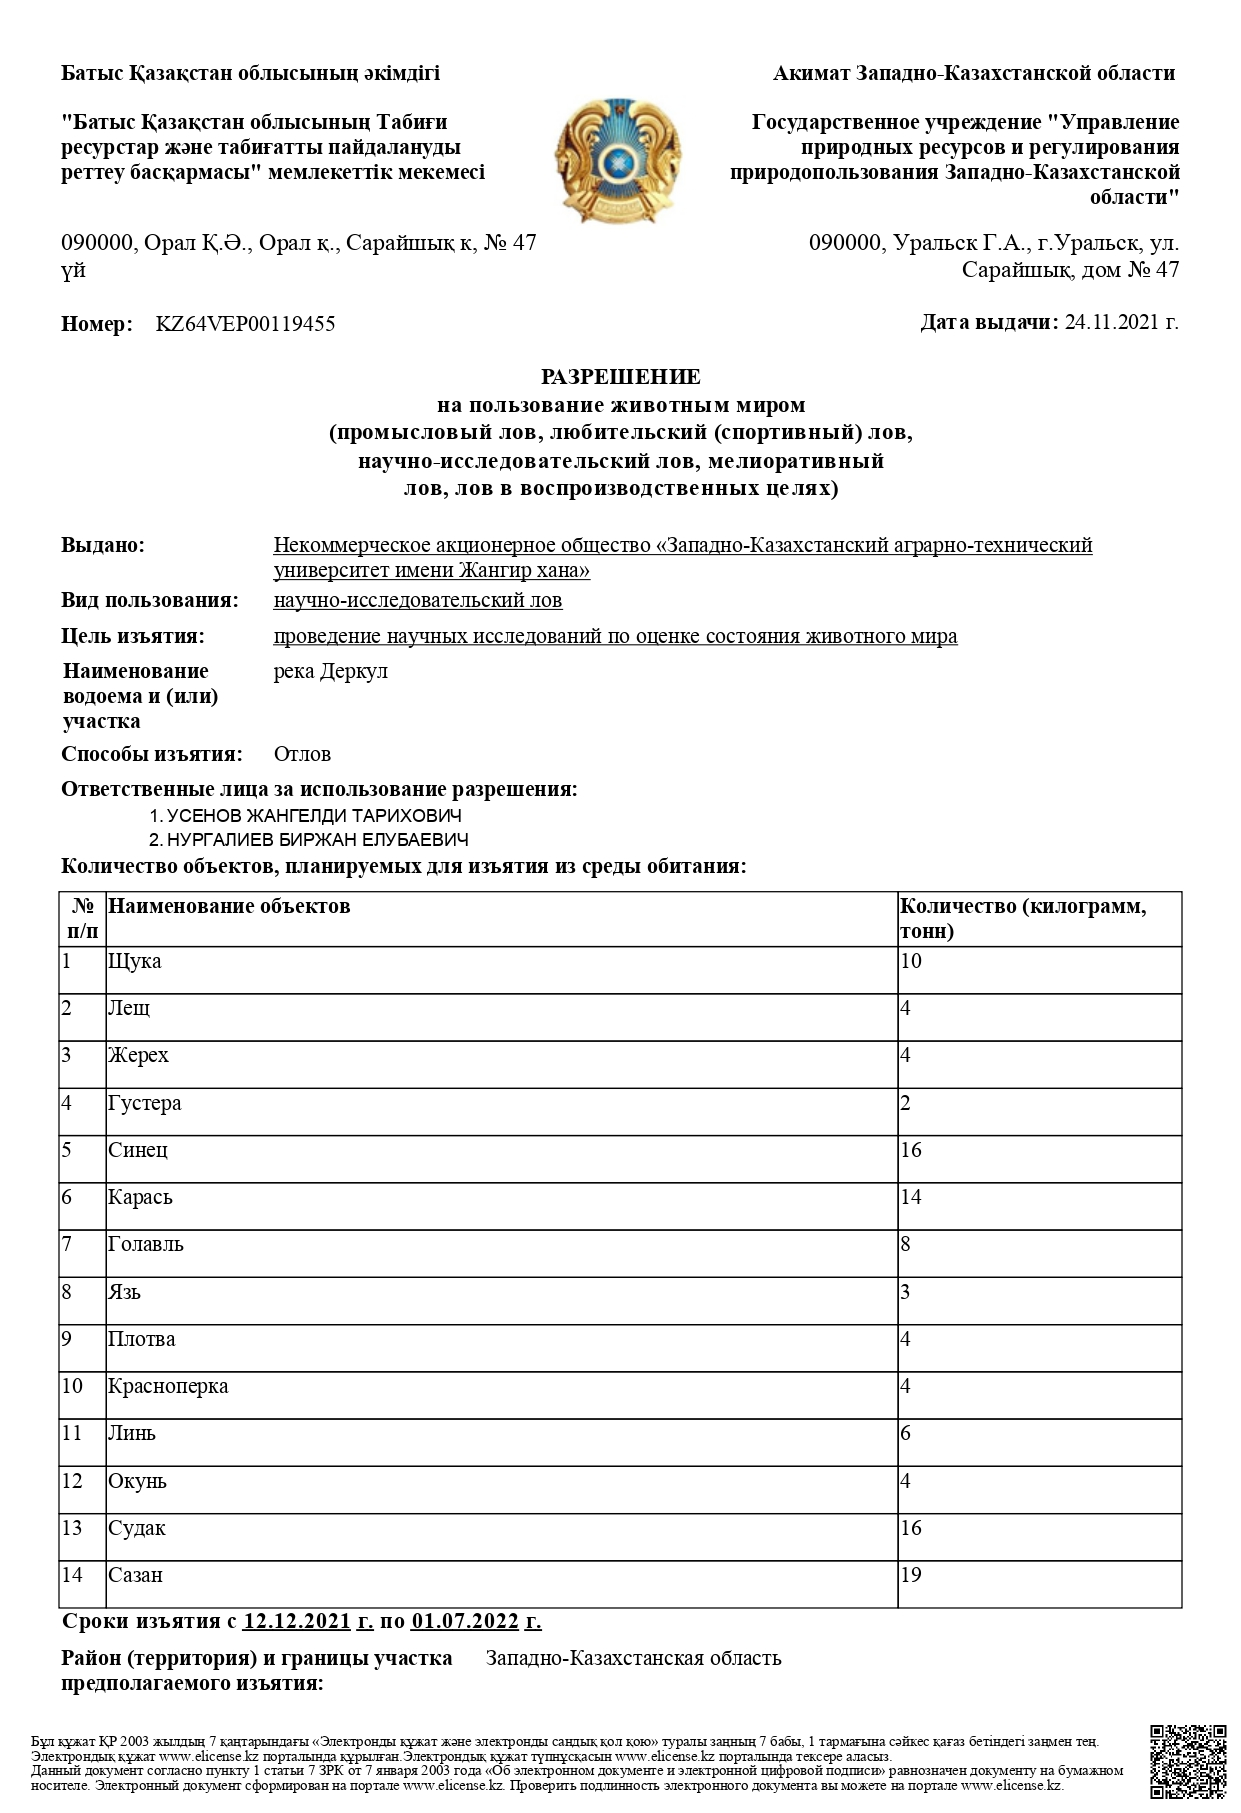 Батыс Қазақстан облысының әкімдігі
Акимат Западно-Казахстанской области
"Батыс Қазақстан облысының Табиғи
ресурстар және табиғатты пайдалануды
реттеу басқармасы" мемлекеттік мекемесі
Государственное учреждение "Управление
природных ресурсов и регулирования
природопользования Западно-Казахстанской
области"
090000, Орал Қ.Ә., Орал қ., Сарайшық к, № 47
үй
090000, Уральск Г.А., г.Уральск, ул.
Сарайшық, дом № 47
Номер: KZ64VEP00119455
Дата выдачи: 24.11.2021 г.
РАЗРЕШЕНИЕ
на пользование животным миром
(промысловый лов, любительский (спортивный) лов,
научно-исследовательский лов, мелиоративный
лов, лов в воспроизводственных целях)
Выдано: Некоммерческое акционерное общество «Западно-Казахстанский аграрно-технический
университет имени Жангир хана»
Вид пользования: научно-исследовательский лов
Цель изъятия: проведение научных исследований по оценке состояния животного мира
Наименование река Деркул
водоема и (или)
участка
Способы изъятия: Отлов
Ответственные лица за использование разрешения:
1. УСЕНОВ ЖАНГЕЛДИ ТАРИХОВИЧ
2. НУРГАЛИЕВ БИРЖАН ЕЛУБАЕВИЧ
Количество объектов, планируемых для изъятия из среды обитания:
№ Наименование объектов Количество (килограмм,
п/п тонн)
1 Щука 10
2 Лещ 4
3 Жерех 4
4 Густера 2
5 Синец 16
6 Карась 14
7 Голавль 8
8 Язь 3
9 Плотва 4
10 Красноперка 4
11 Линь 6
12 Окунь 4
13 Судак 16
14 Сазан 19
Сроки изъятия с 12.12.2021 г. по 01.07.2022 г.
Район (территория) и границы участка Западно-Казахстанская область
предполагаемого изъятия:
Бұл құжат ҚР 2003 жылдың 7 қаңтарындағы «Электронды құжат және электронды сандық қол қою» туралы заңның 7 бабы, 1 тармағына сәйкес қағаз бетіндегі заңмен тең.
Электрондық құжат www.elicense.kz порталында құрылған.Электрондық құжат түпнұсқасын www.elicense.kz порталында тексере аласыз.
Данный документ согласно пункту 1 статьи 7 ЗРК от 7 января 2003 года «Об электронном документе и электронной цифровой подписи» равнозначен документу на бумажном
носителе. Электронный документ сформирован на портале www.elicense.kz. Проверить подлинность электронного документа вы можете на портале www.elicense.kz.